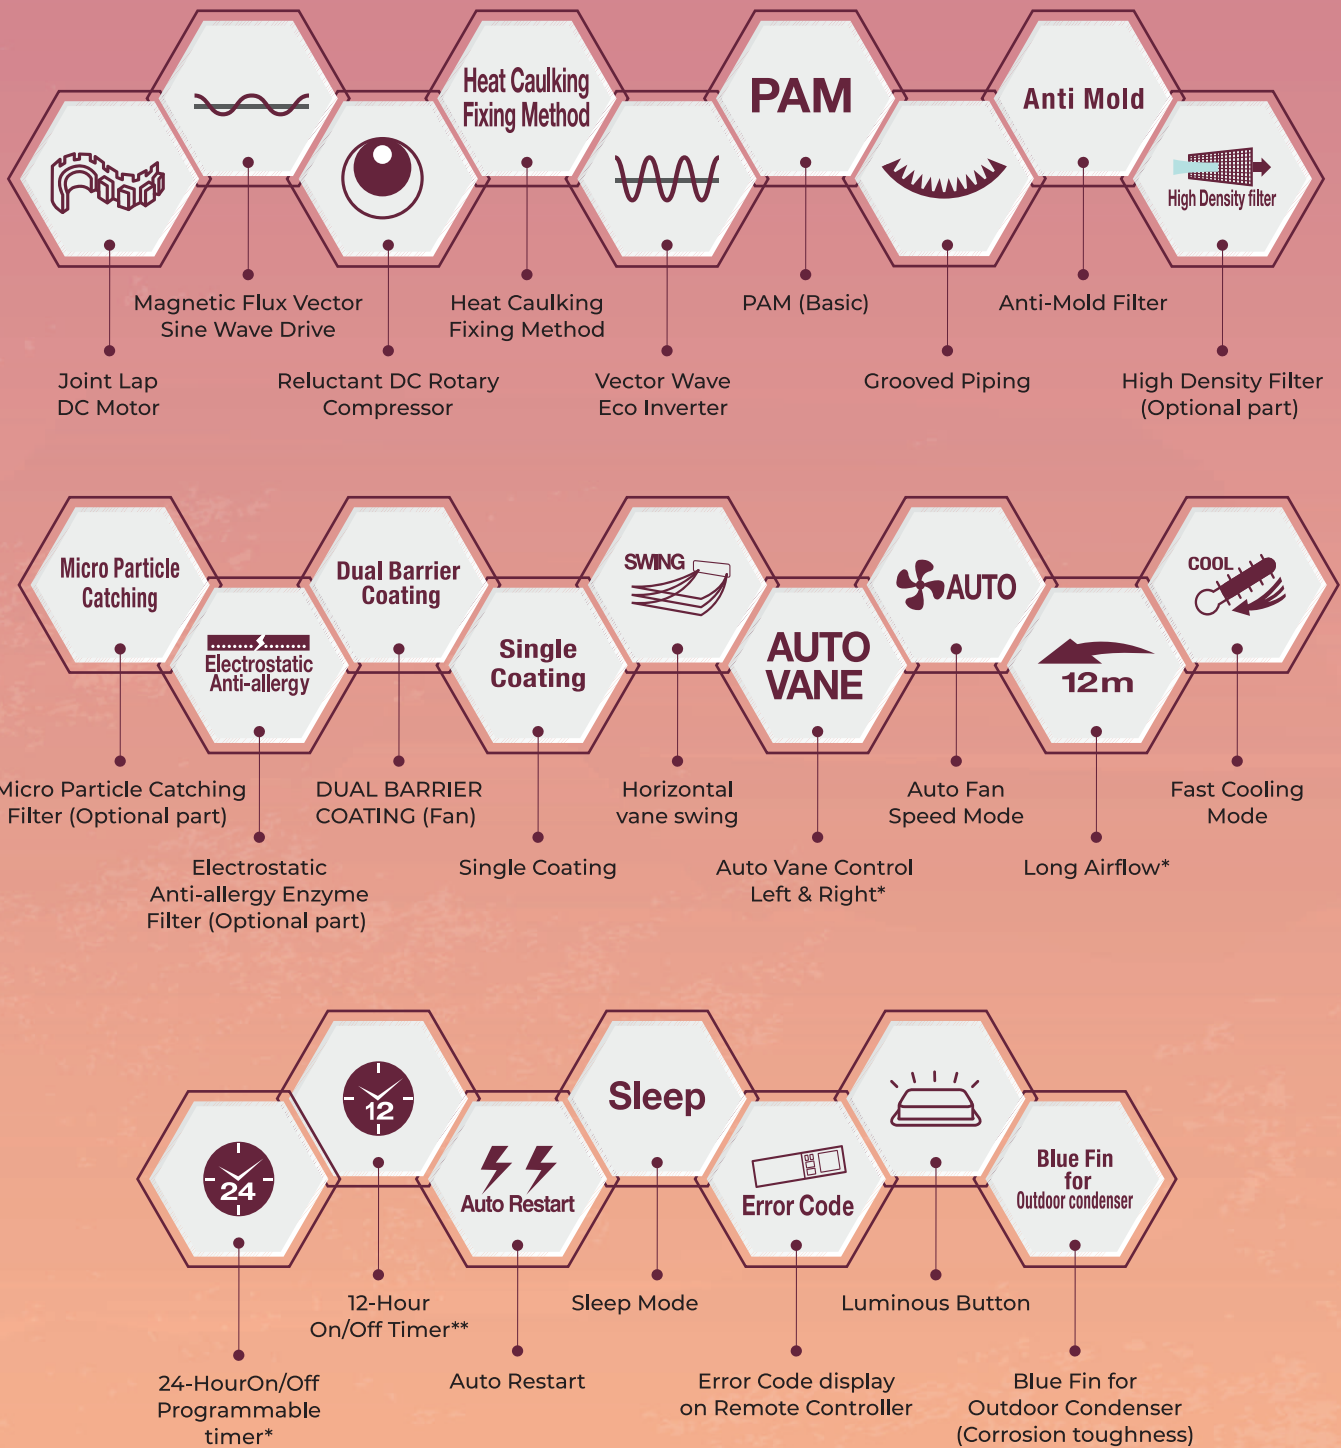 Heat Caulking
Fixing Method
PAM
Anti Mold
High Density filter
Magnetic Flux Vector
Sine Wave Drive
Heat Caulking
Fixing Method
PAM (Basic)
Anti-Mold Filter
Joint Lap
DC Motor
Reluctant DC Rotary
Compressor
Vector Wave
Eco Inverter
Grooved Piping
High Density Filter
(Optional part)
Micro Particle
Catching
Electrostatic
Anti-allergy
Dual Barrier
Coating
Single
Coating
SWING
AUTO
VANE
AUTO
12m
COOL
Micro Particle Catching
Filter (Optional part)
DUAL BARRIER
COATING (Fan)
Horizontal
vane swing
Auto Fan
Speed Mode
Fast Cooling
Mode
Electrostatic
Anti-allergy Enzyme
Filter (Optional part)
Single Coating
Auto Vane Control
Left & Right*
Long Airflow*
24
12
Auto Restart
Sleep
Error Code
Blue Fin
for
Outdoor condenser
12-Hour
On/Off Timer**
Sleep Mode
Luminous Button
24-HourOn/Off
Programmable
timer*
Auto Restart
Error Code display
on Remote Controller
Blue Fin for
Outdoor Condenser
(Corrosion toughness)